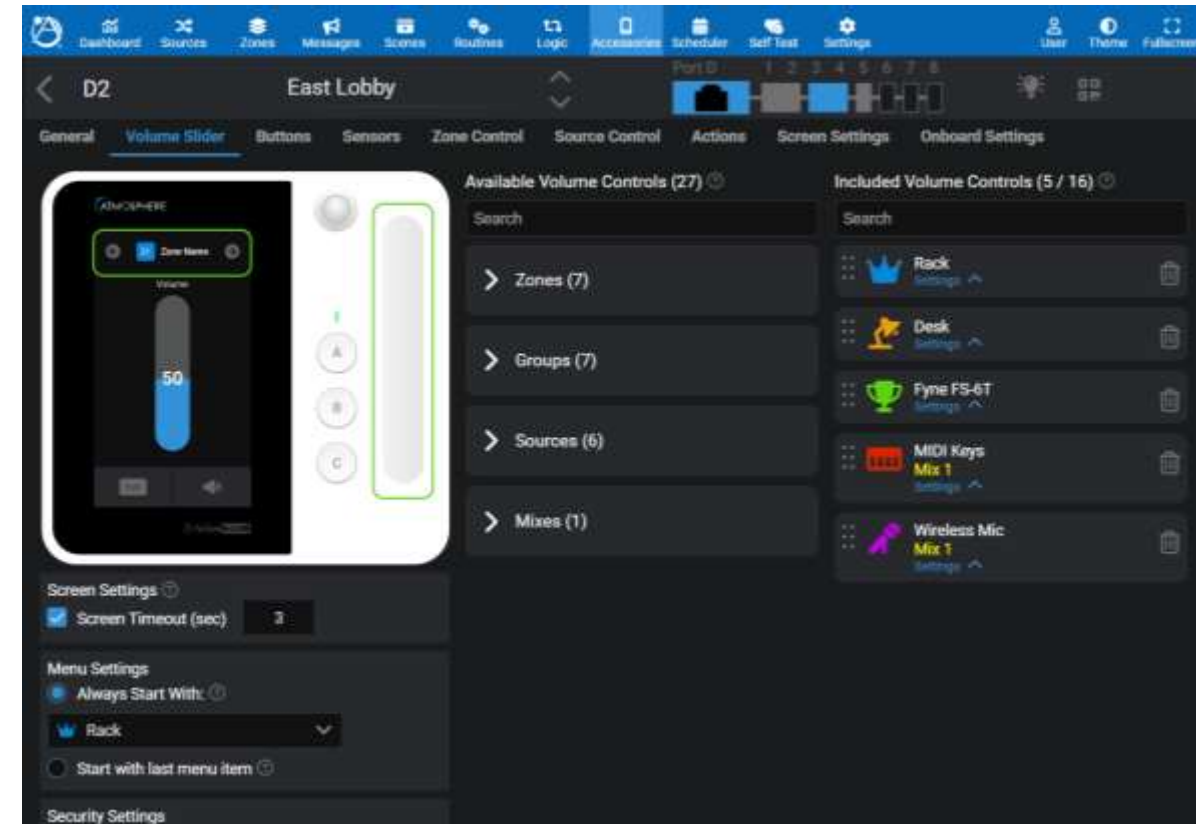 Dashboard Sources Zones Messages Scenes Routines Logic Accessories Scheduler Self Test Settings User Theme Fullscreen
D2 East Lobby Port D 1 2 3 4 5 6 7 8
General Volume Slider Buttons Sensors Zone Control Source Control Actions Screen Settings Onboard Settings
Available Volume Controls (27)
Search
Zones (7)
Groups (7)
Sources (6)
Mixes (1)
Included Volume Controls (5 / 16)
Search
Rack
Settings
Desk
Settings
Fyne FS-6T
Settings
MIDI Keys
Mix 1
Settings
Wireless Mic
Mix 1
Settings
ATMOSPHERE
Zone Name
Volume
50
A
B
C
Screen Settings
Screen Timeout (sec) 3
Menu Settings
Always Start With:
Rack
Start with last menu item
Security Settings